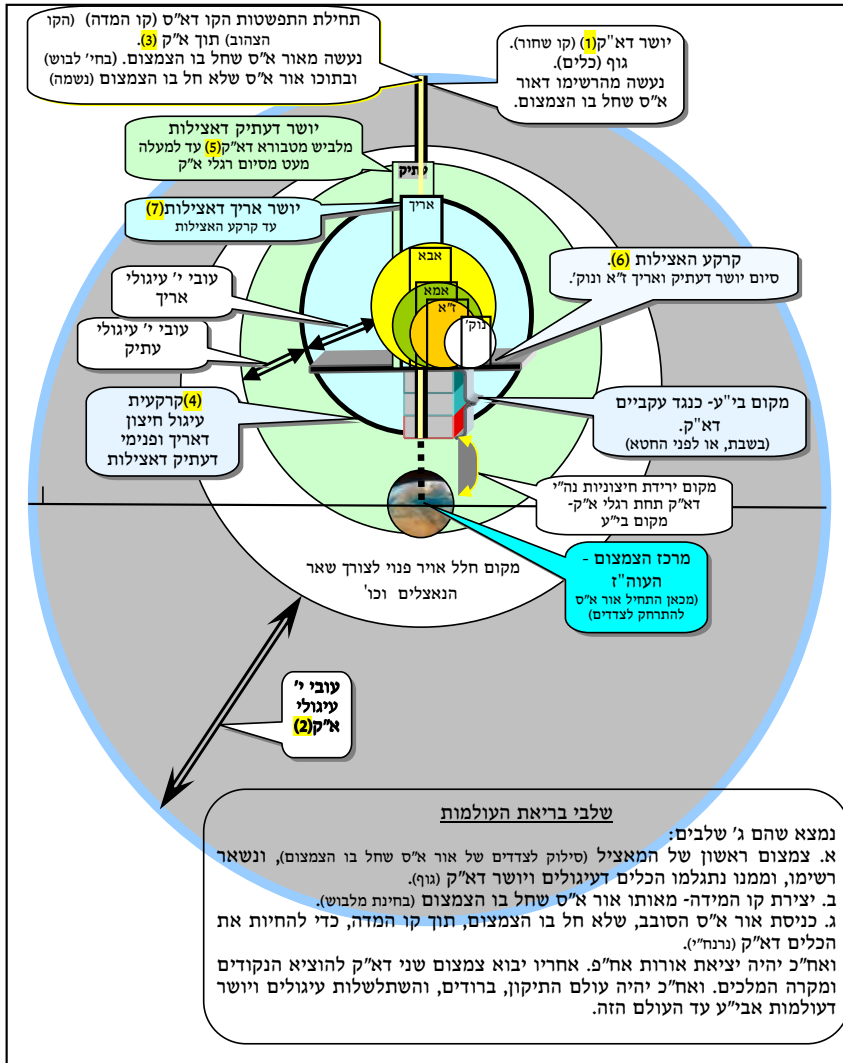 תחילת התפשטות הקו דא"ס (קו המדה) (הקו
הצהוב) תוך א"ק (3).
נעשה מאור א"ס שחל בו הצמצום. (בחי' לבוש)
ובתוכו אור א"ס שלא חל בו הצמצום (נשמה)
יושר דא"ק(1) (קו שחור).
גוף (כלים).
נעשה מהרשימו דאור
א"ס שחל בו הצמצום.
יושר דעתיק דאצילות
מלביש מטבורא דא"ק(5) עד למעלה
מעט מסיום רגלי א"ק
עתיק
יושר אריך דאצילות(7)
עד קרקע האצילות
אריך
אבא
אמא
ז"א
נוק'
קרקע האצילות (6).
סיום יושר דעתיק ואריך ז"א ונוק'.
עובי י' עיגולי
אריך
עובי י' עיגולי
עתיק
(4)קרקעית
עיגול חיצון
דאריך ופנימי
דעתיק דאצילות
מקום בי"ע- כנגד עקביים
דא"ק.
(בשבת, או לפני החטא)
מקום ירידת חיצוניות נה"י
דא"ק תחת רגלי א"ק-
מקום בי"ע
מרכז הצמצום -
העוה"ז
(מכאן התחיל אור א"ס
להתרחק לצדדים)
מקום חלל אויר פנוי לצורך שאר
הנאצלים וכו'
עובי י'
עיגולי
א"ק(2)
שלבי בריאת העולמות
נמצא שהם ג' שלבים:
א. צמצום ראשון של המאציל (סילוק לצדדים של אור א"ס שחל בו הצמצום), ונשאר
רשימו, וממנו נתגלמו הכלים דעיגולים ויושר דא"ק (גוף).
ב. יצירת קו המידה- מאותו אור א"ס שחל בו הצמצום (בחינת מלבוש).
ג. כניסת אור א"ס הסובב, שלא חל בו הצמצום, תוך קו המדה, כדי להחיות את
הכלים דא"ק (נרנח"י).
ואח"כ יהיה יציאת אורות אח"פ. אחריו יבוא צמצום שני דא"ק להוציא הנקודים
ומקרה המלכים. ואח"כ יהיה עולם התיקון, ברודים, והשתלשלות עיגולים ויושר
דעולמות אבי"ע עד העולם הזה.